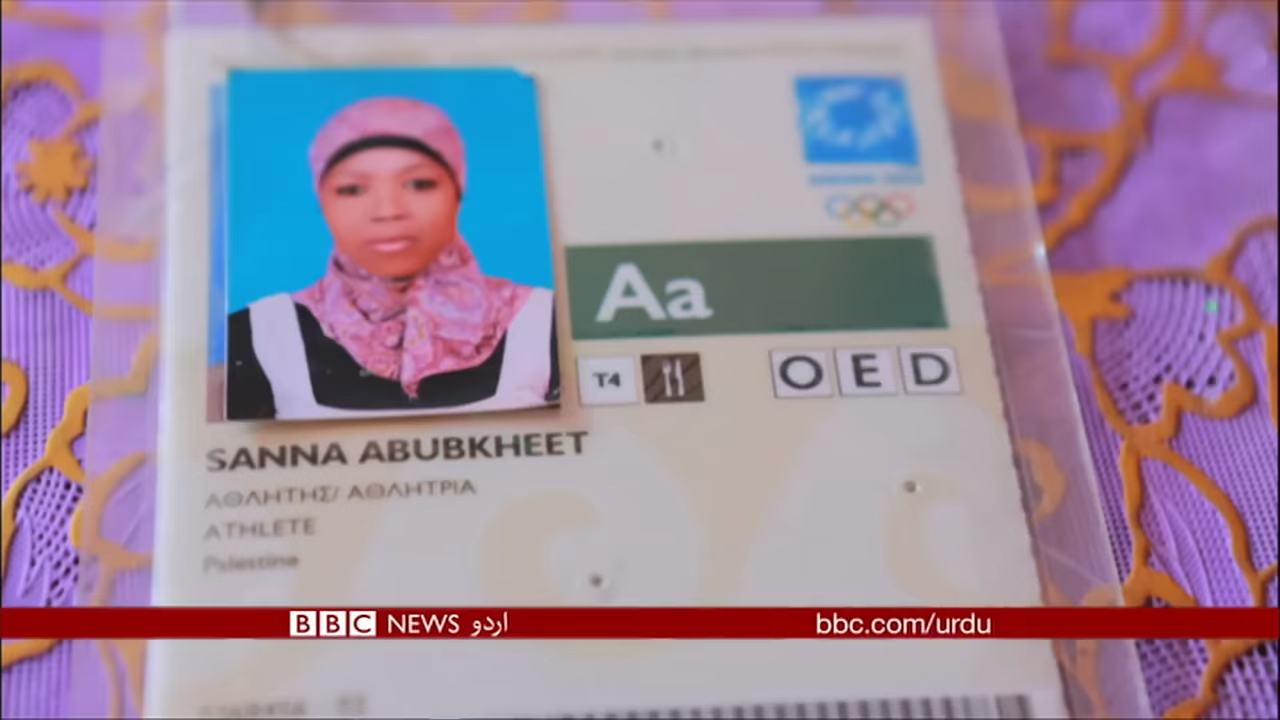 Aa
T4
O E D
SANNA ABUBKHEET
ΑΘΛΗΤΗΣ/ ΑΘΛΗΤΡΙΑ
ATHLETE
Palestine
BBC NEWS اردو
bbc.com/urdu